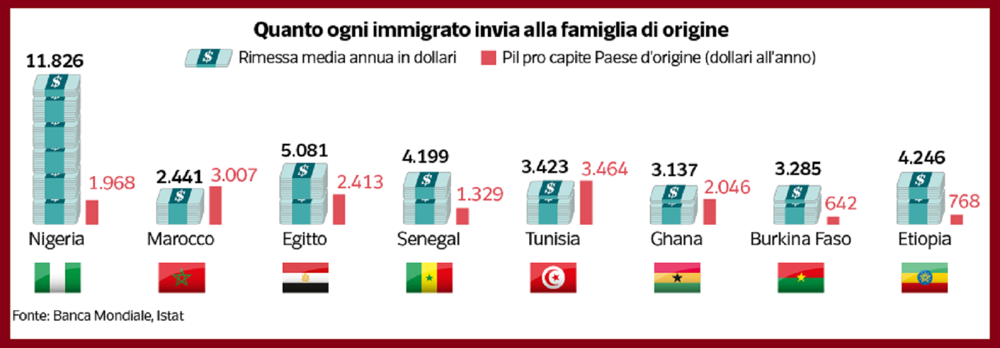 Quanto ogni immigrato invia alla famiglia di origine
$ Rimessa media annua in dollari
Pil pro capite Paese d'origine (dollari all'anno)
11.826
1.968
Nigeria
2.441
3.007
Marocco
5.081
2.413
Egitto
4.199
1.329
Senegal
3.423
3.464
Tunisia
3.137
2.046
Ghana
3.285
642
Burkina Faso
4.246
768
Etiopia
Fonte: Banca Mondiale, Istat